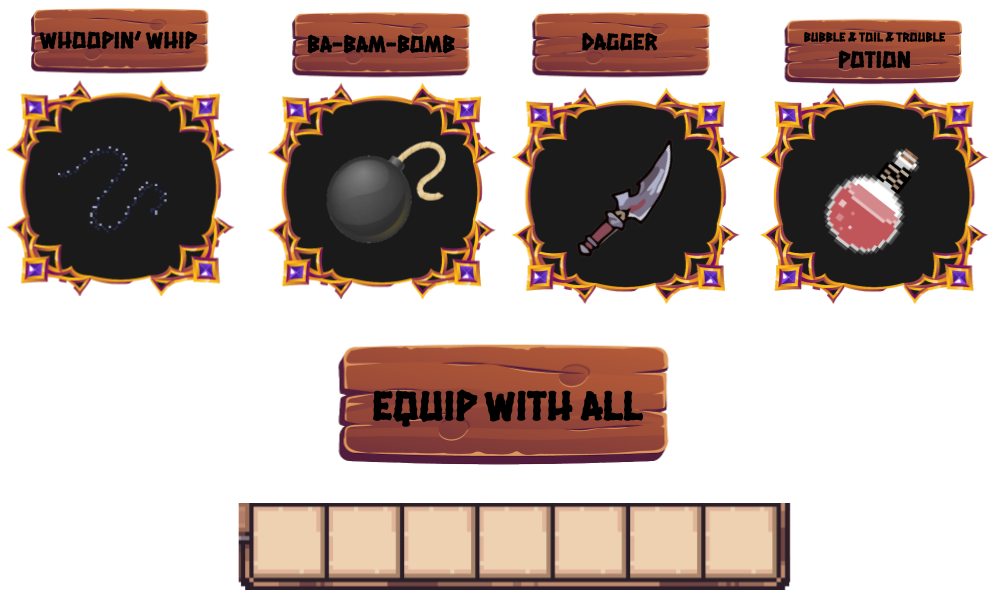 WHOOPIN' WHIP
BA-BAM-BOMB
DAGGER
BUBBLE & TOIL & TROUBLE
POTION
EQUIP WITH ALL